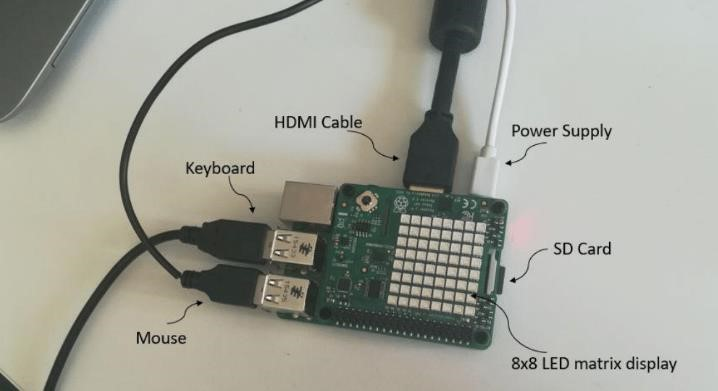 HDMI Cable
Power Supply
Keyboard
SD Card
Mouse
8x8 LED matrix display